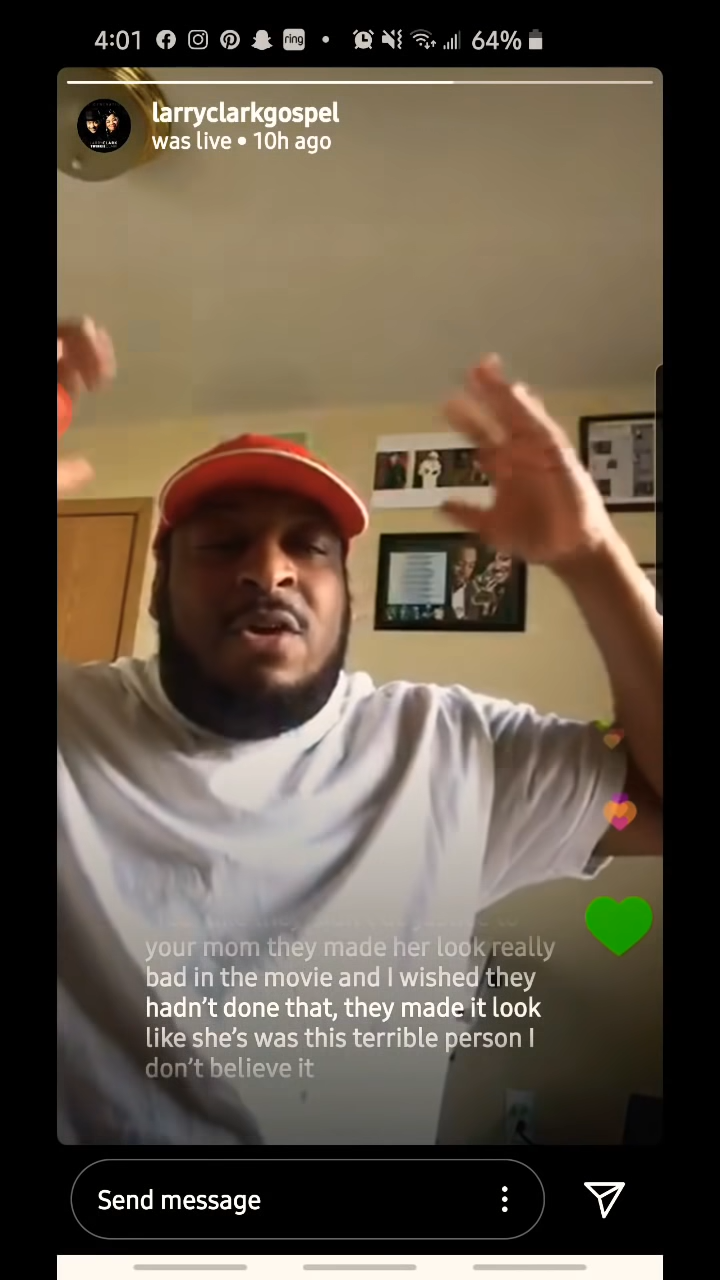 4:01 ring • 64%
larryclarkgospel
was live • 10h ago
your mom they made her look really
bad in the movie and I wished they
hadn't done that, they made it look
like she's was this terrible person I
don't believe it
Send message